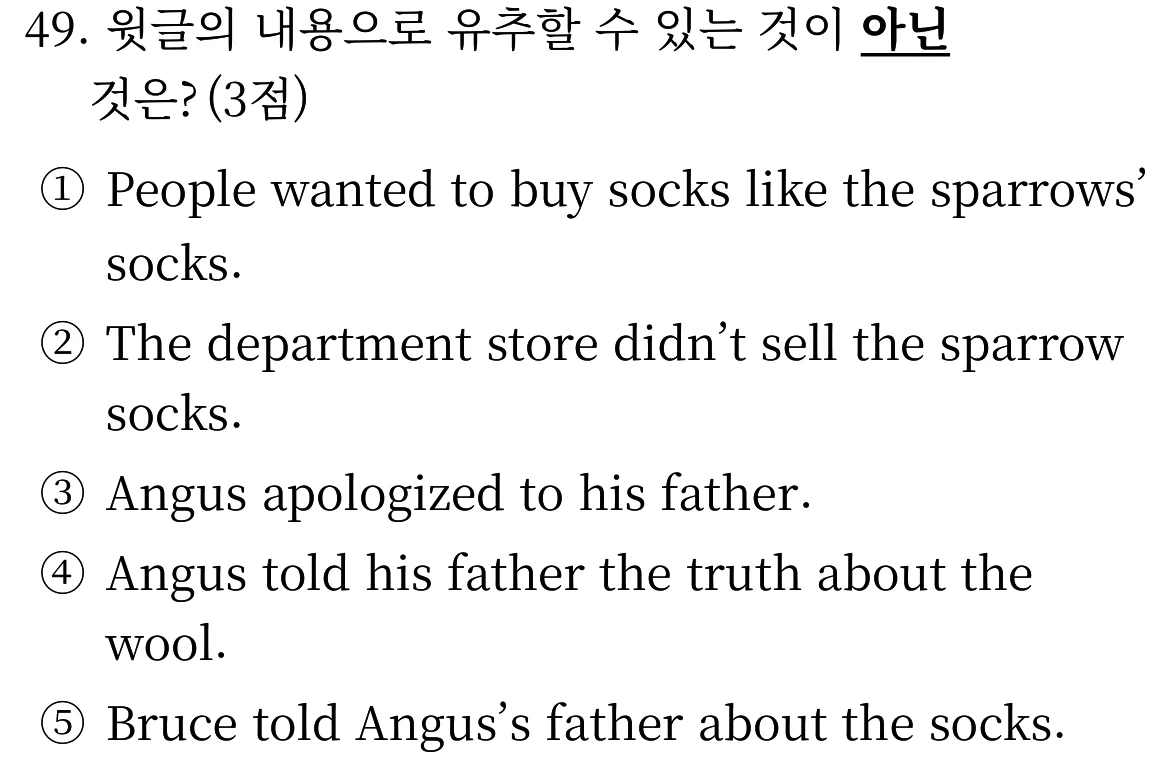 49. 윗글의 내용으로 유추할 수 있는 것이 아닌
것은? (3점)
① People wanted to buy socks like the sparrows’
socks.
② The department store didn’t sell the sparrow
socks.
③ Angus apologized to his father.
④ Angus told his father the truth about the
wool.
⑤ Bruce told Angus’s father about the socks.